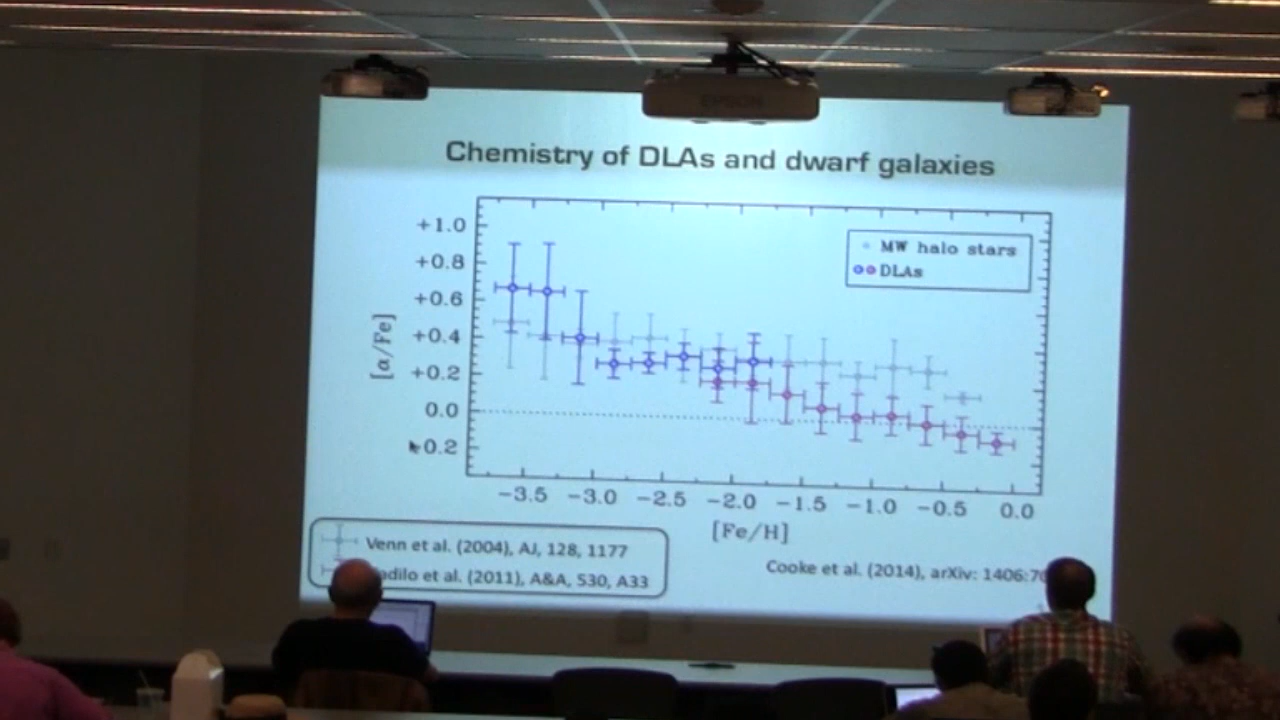 EPSON
Chemistry of DLAs and dwarf galaxies
[α/Fe]
+1.0
+0.8
+0.6
+0.4
+0.2
0.0
0.2
MW halo stars
DLAs
−3.5 −3.0 −2.5 −2.0 −1.5 −1.0 −0.5 0.0
[Fe/H]
Venn et al. (2004), AJ, 128, 1177
et al. (2011), A&A, 530, A33
Cooke et al. (2014), arXiv: